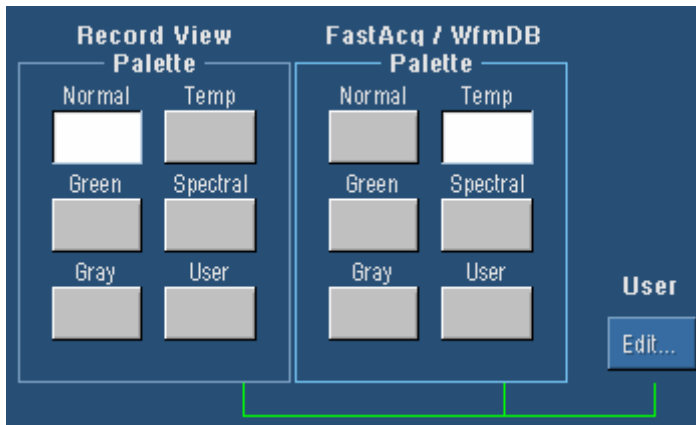 Record View
Palette
Normal Temp
Green Spectral
Gray User
FastAcq / WfmDB
Palette
Normal Temp
Green Spectral
Gray User
User
Edit...